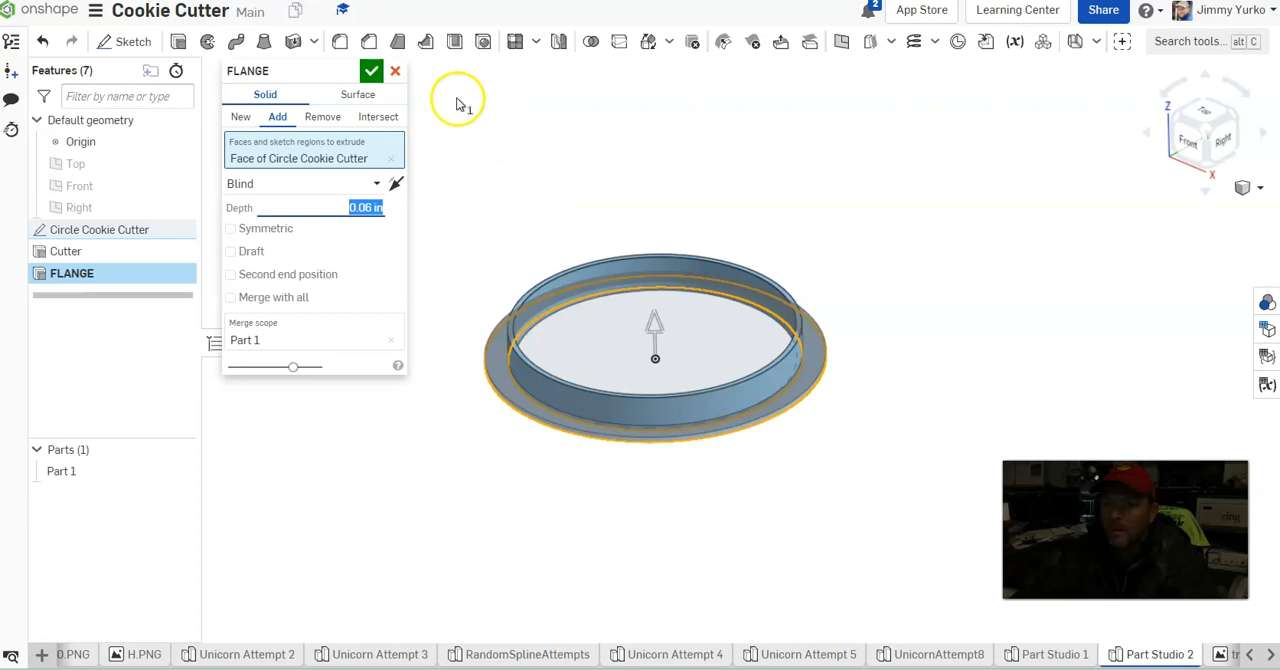 onshape Cookie Cutter Main 2 App Store Learning Center Share Jimmy Yurko
Sketch Search tools... alt C
Features (7)
Filter by name or type
Default geometry
Origin
Top
Front
Right
Circle Cookie Cutter
Cutter
FLANGE
Parts (1)
Part 1
FLANGE
Solid Surface
New Add Remove Intersect
Faces and sketch regions to extrude
Face of Circle Cookie Cutter
Blind
Depth 0.06 in
Symmetric
Draft
Second end position
Merge with all
Merge scope
Part 1
1
Z
Top
Front Right
X
0.PNG H.PNG Unicorn Attempt 2 Unicorn Attempt 3 RandomSplineAttempts Unicorn Attempt 4 Unicorn Attempt 5 UnicornAttempt8 Part Studio 1 Part Studio 2 tr